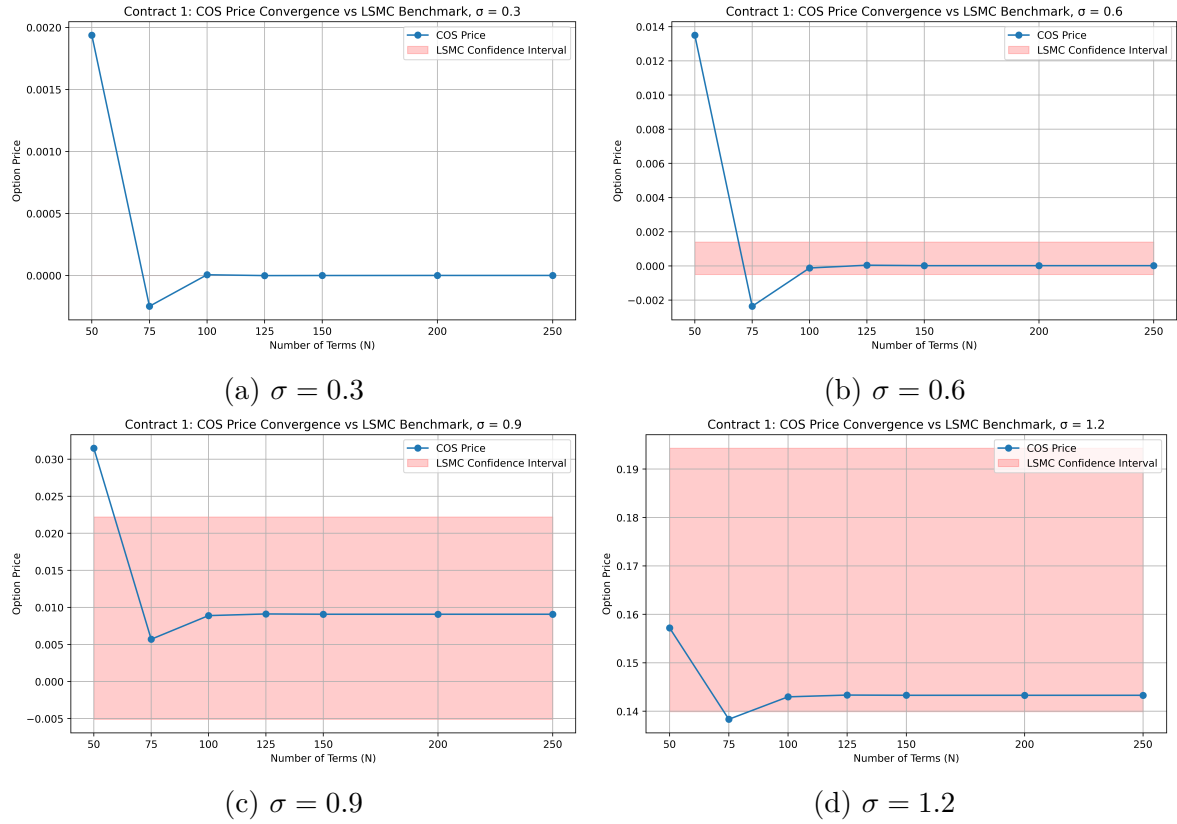 Contract 1: COS Price Convergence vs LSMC Benchmark, σ = 0.3
COS Price
LSMC Confidence Interval
Option Price
0.0020
0.0015
0.0010
0.0005
0.0000
50 75 100 125 150 200 250
Number of Terms (N)
(a) σ = 0.3
Contract 1: COS Price Convergence vs LSMC Benchmark, σ = 0.6
COS Price
LSMC Confidence Interval
Option Price
0.014
0.012
0.010
0.008
0.006
0.004
0.002
0.000
−0.002
50 75 100 125 150 200 250
Number of Terms (N)
(b) σ = 0.6
Contract 1: COS Price Convergence vs LSMC Benchmark, σ = 0.9
COS Price
LSMC Confidence Interval
Option Price
0.030
0.025
0.020
0.015
0.010
0.005
0.000
−0.005
50 75 100 125 150 200 250
Number of Terms (N)
(c) σ = 0.9
Contract 1: COS Price Convergence vs LSMC Benchmark, σ = 1.2
COS Price
LSMC Confidence Interval
Option Price
0.19
0.18
0.17
0.16
0.15
0.14
50 75 100 125 150 200 250
Number of Terms (N)
(d) σ = 1.2